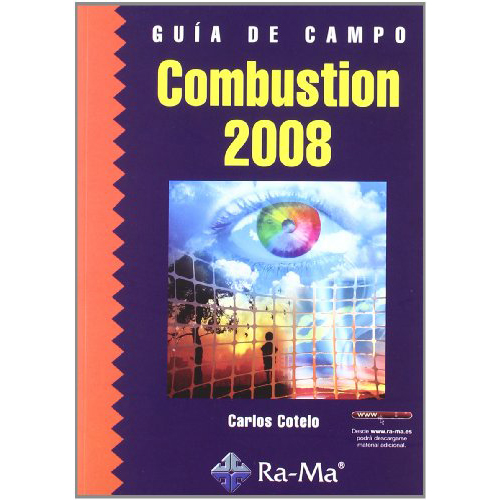 GUÍA DE CAMPO
Combustion
2008
Carlos Cotelo
www
Desde www.ra-ma.es
podrá descargarse
material adicional.
Ra-Ma®